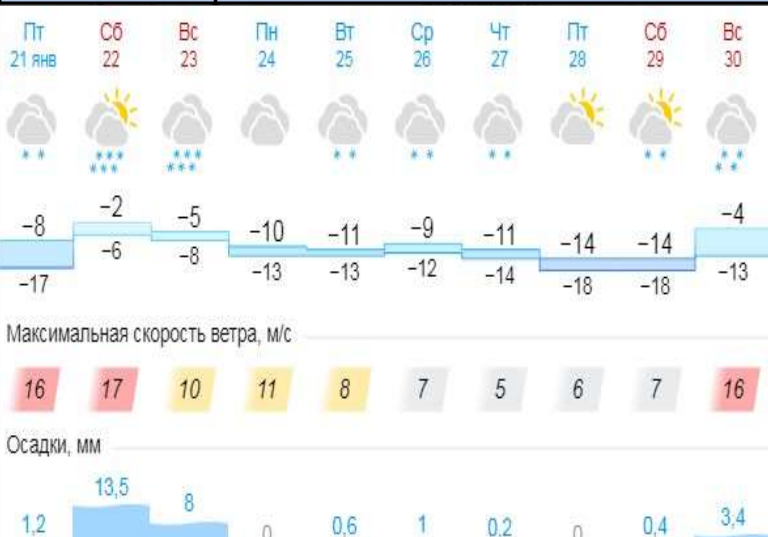 Пт Сб Вс Пн Вт Ср Чт Пт Сб Вс
21 янв 22 23 24 25 26 27 28 29 30
−8 −2 −5 −10 −11 −9 −11 −14 −14 −4
−17 −6 −8 −13 −13 −12 −14 −18 −18 −13
Максимальная скорость ветра, м/с
16 17 10 11 8 7 5 6 7 16
Осадки, мм
1,2 13,5 8 0 0,6 1 0,2 0 0,4 3,4